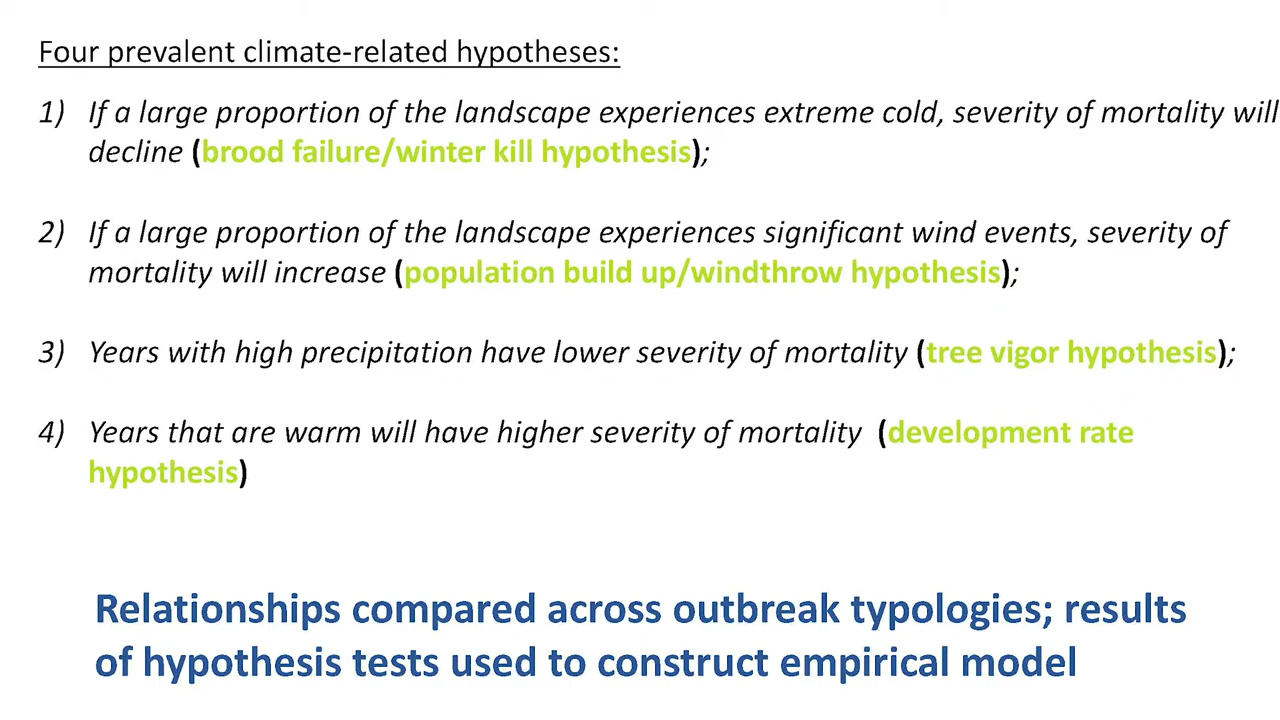 Four prevalent climate-related hypotheses:
1) If a large proportion of the landscape experiences extreme cold, severity of mortality will
decline (brood failure/winter kill hypothesis);
2) If a large proportion of the landscape experiences significant wind events, severity of
mortality will increase (population build up/windthrow hypothesis);
3) Years with high precipitation have lower severity of mortality (tree vigor hypothesis);
4) Years that are warm will have higher severity of mortality (development rate
hypothesis)
Relationships compared across outbreak typologies; results
of hypothesis tests used to construct empirical model